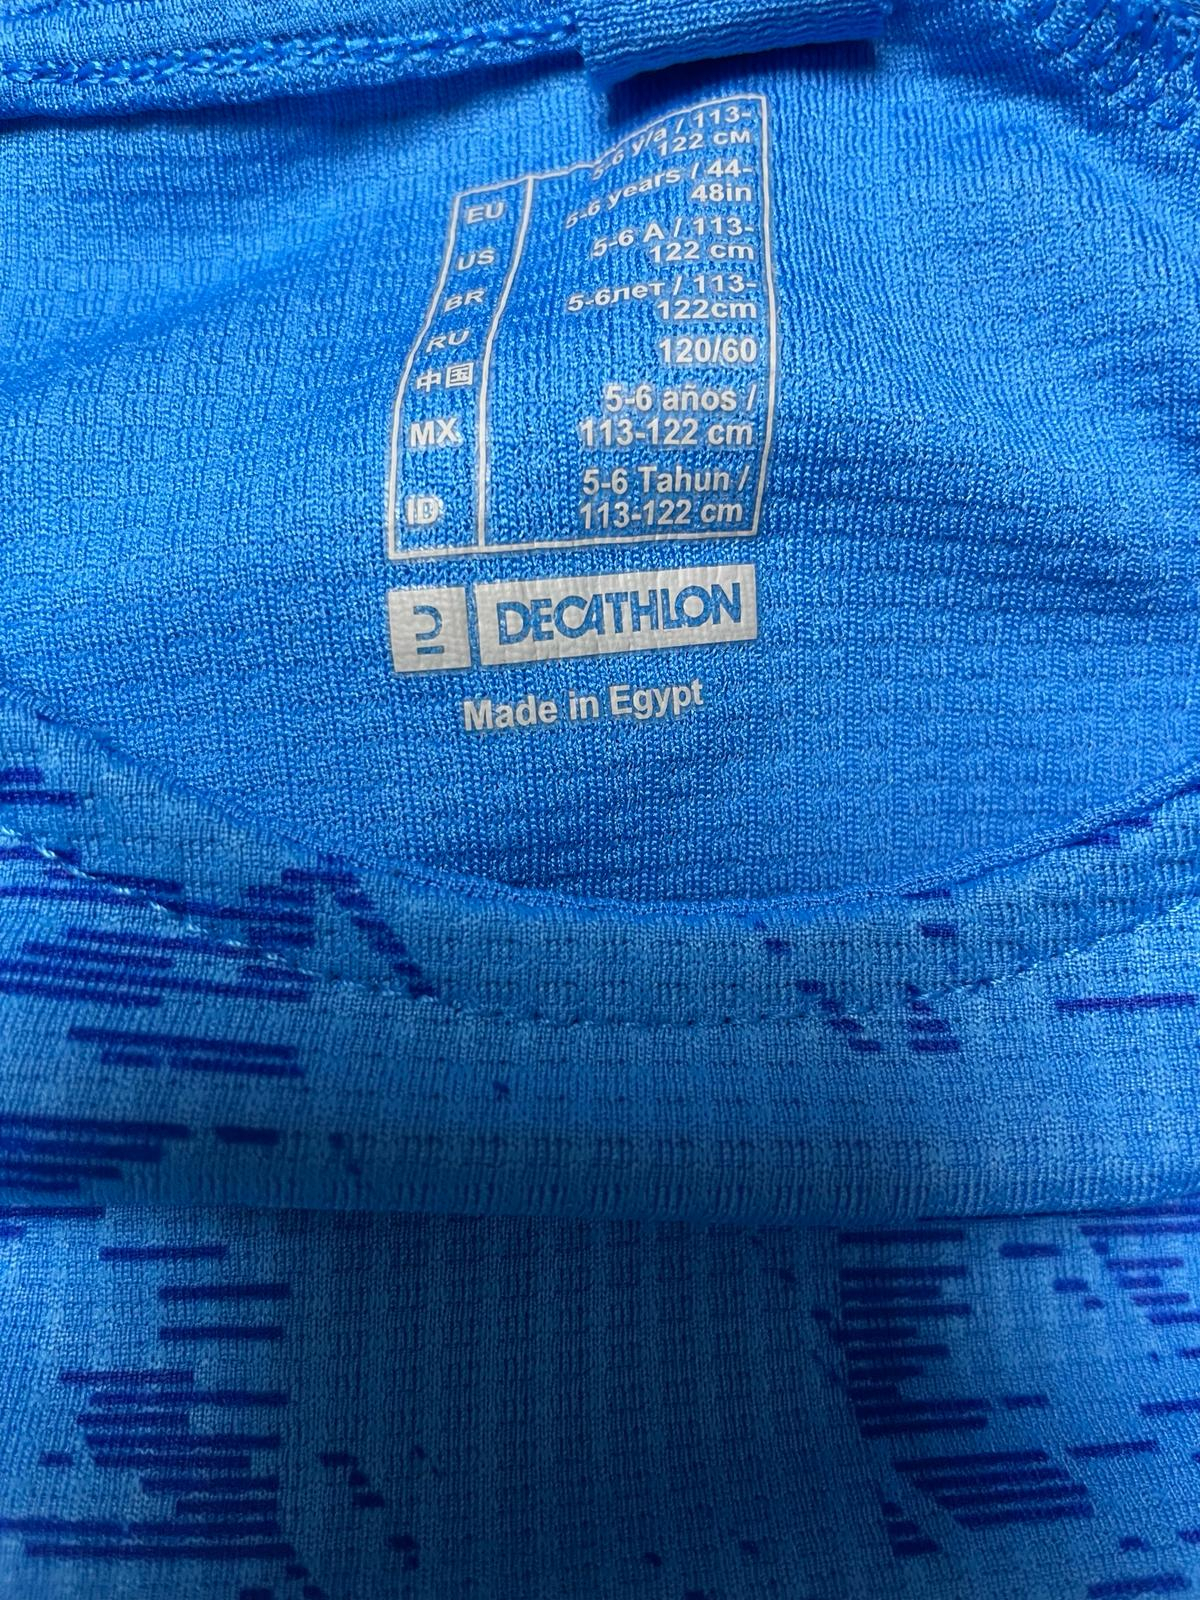 EU 5-6 y/a / 113-
122 cм
US 5-6 years / 44-
48in
BR 5-6 A / 113-
122 cm
RU 5-6лет / 113-
122cm
中国 120/60
MX 5-6 años /
113-122 cm
ID 5-6 Tahun /
113-122 cm
DECATHLON
Made in Egypt